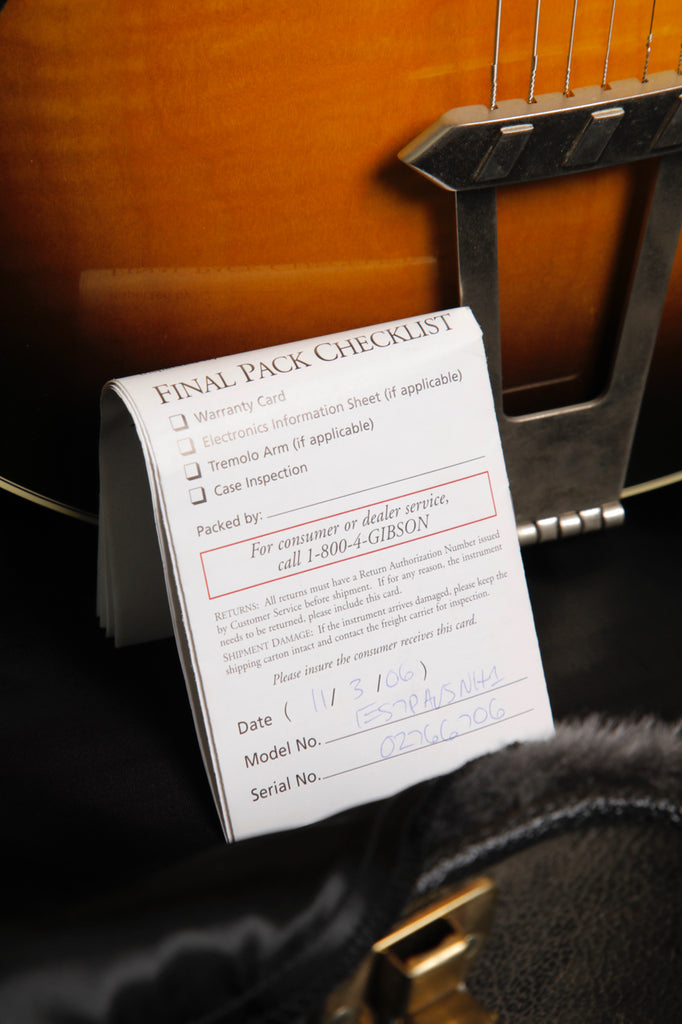 FINAL PACK CHECKLIST
Warranty Card
Electronics Information Sheet (if applicable)
Tremolo Arm (if applicable)
Case Inspection
Packed by:
For consumer or dealer service,
call 1-800-4-GIBSON
RETURNS: All returns must have a Return Authorization Number issued
by Customer Service before shipment. If for any reason, the instrument
needs to be returned, please include this card.
SHIPMENT DAMAGE: If the instrument arrives damaged, please keep the
shipping carton intact and contact the freight carrier for inspection.
Please insure the consumer receives this card.
Date ( 11/ 3 /06 )
Model No. ES7PAVSNH1
Serial No. 02766706